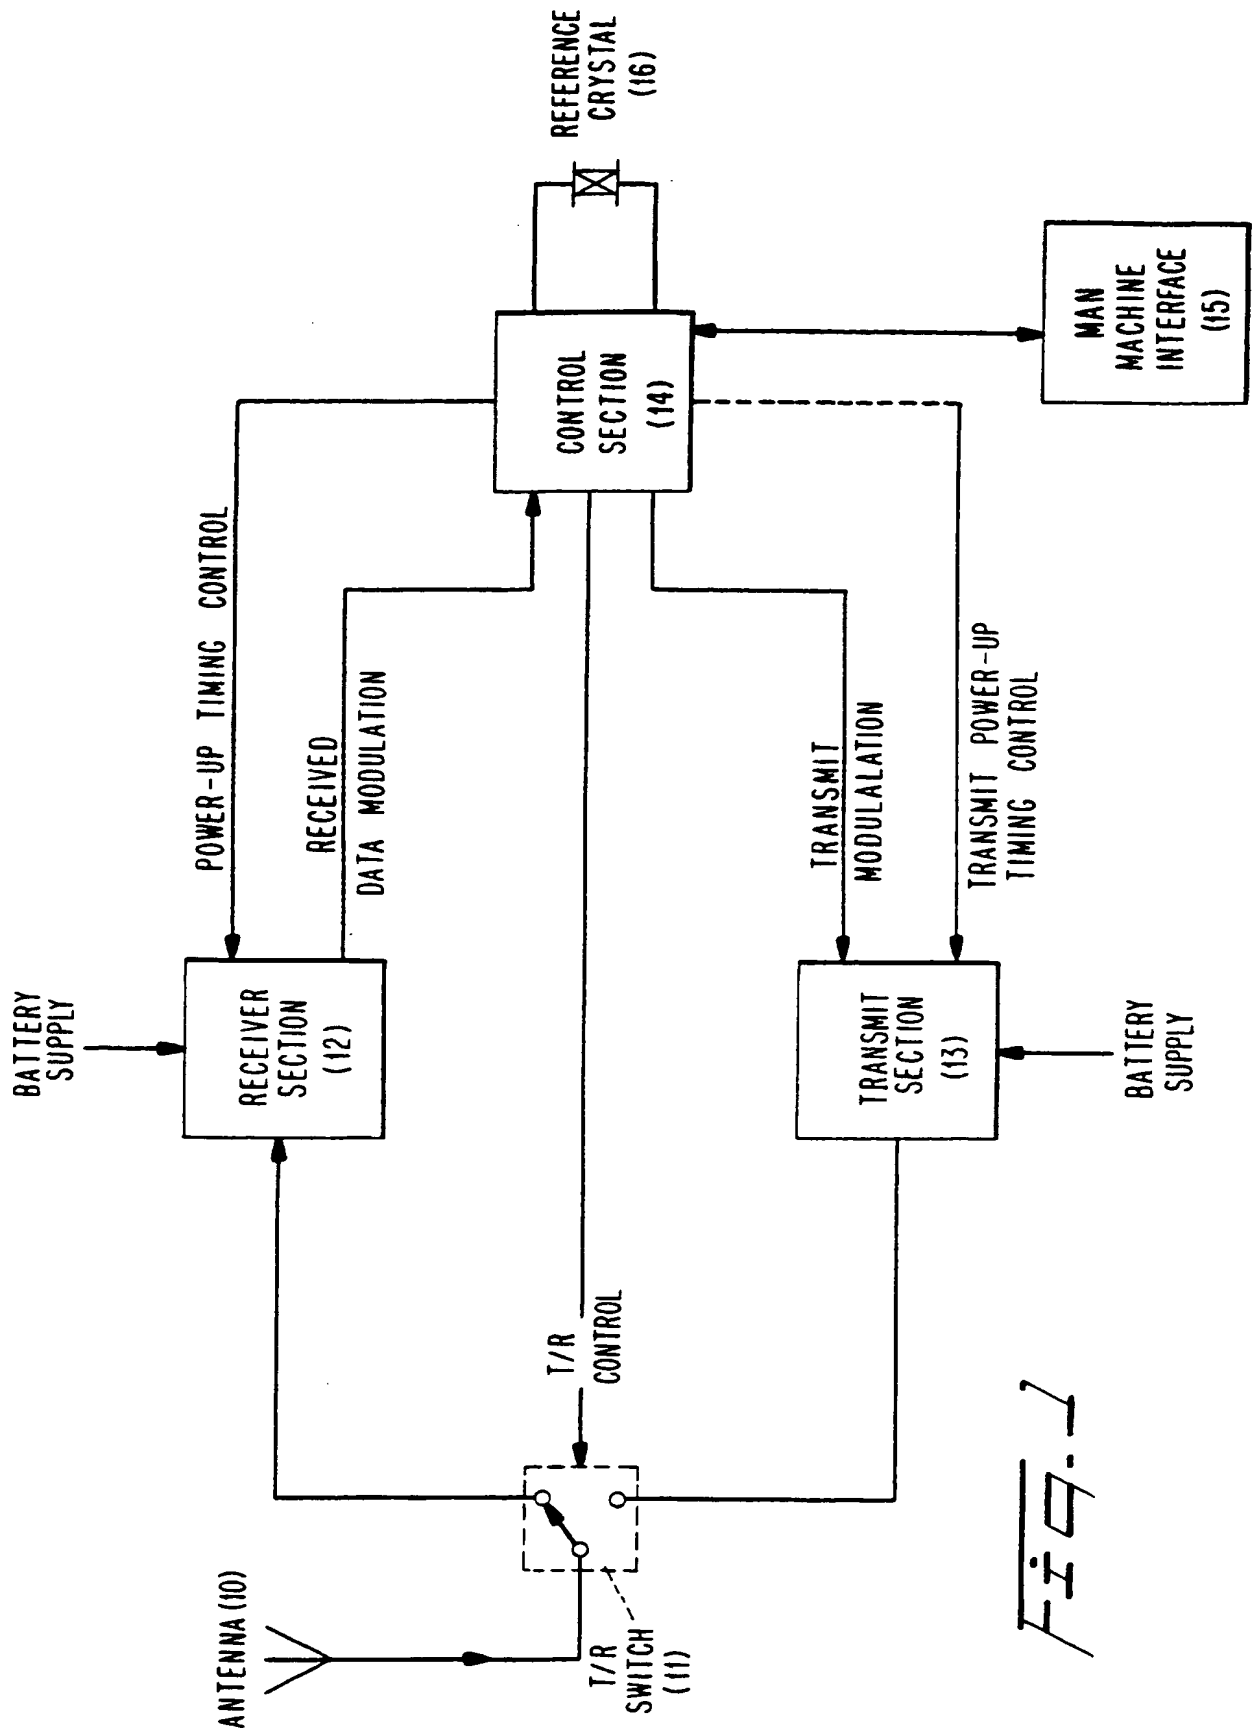 BATTERY
SUPPLY
POWER-UP TIMING CONTROL
RECEIVER
SECTION
(12)
RECEIVED
DATA MODULATION
ANTENNA (10)
T/R
SWITCH
(11)
T/R
CONTROL
CONTROL
SECTION
(14)
REFERENCE
CRYSTAL
(16)
TRANSMIT
MODULALATION
TRANSMIT
SECTION
(13)
TRANSMIT POWER-UP
TIMING CONTROL
MAN
MACHINE
INTERFACE
(15)
BATTERY
SUPPLY
Fig. 1